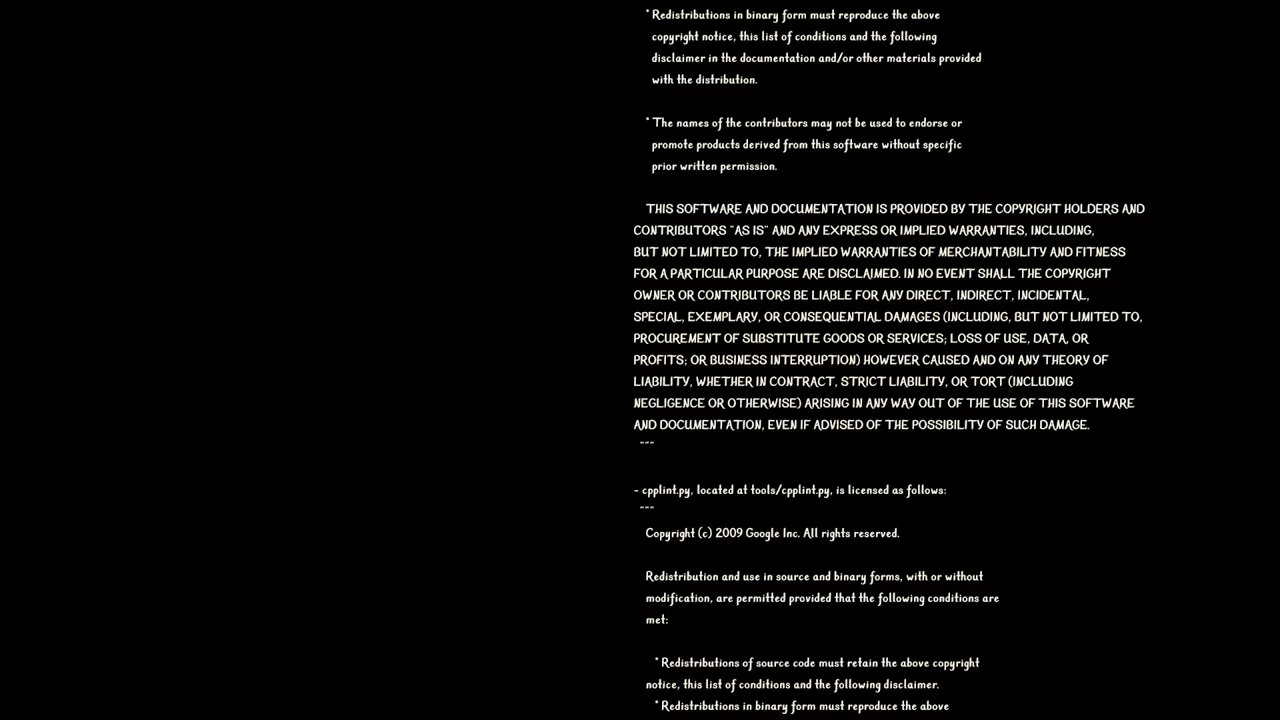 * Redistributions in binary form must reproduce the above
copyright notice, this list of conditions and the following
disclaimer in the documentation and/or other materials provided
with the distribution.
* The names of the contributors may not be used to endorse or
promote products derived from this software without specific
prior written permission.
THIS SOFTWARE AND DOCUMENTATION IS PROVIDED BY THE COPYRIGHT HOLDERS AND
CONTRIBUTORS "AS IS" AND ANY EXPRESS OR IMPLIED WARRANTIES, INCLUDING,
BUT NOT LIMITED TO, THE IMPLIED WARRANTIES OF MERCHANTABILITY AND FITNESS
FOR A PARTICULAR PURPOSE ARE DISCLAIMED. IN NO EVENT SHALL THE COPYRIGHT
OWNER OR CONTRIBUTORS BE LIABLE FOR ANY DIRECT, INDIRECT, INCIDENTAL,
SPECIAL, EXEMPLARY, OR CONSEQUENTIAL DAMAGES (INCLUDING, BUT NOT LIMITED TO,
PROCUREMENT OF SUBSTITUTE GOODS OR SERVICES; LOSS OF USE, DATA, OR
PROFITS; OR BUSINESS INTERRUPTION) HOWEVER CAUSED AND ON ANY THEORY OF
LIABILITY, WHETHER IN CONTRACT, STRICT LIABILITY, OR TORT (INCLUDING
NEGLIGENCE OR OTHERWISE) ARISING IN ANY WAY OUT OF THE USE OF THIS SOFTWARE
AND DOCUMENTATION, EVEN IF ADVISED OF THE POSSIBILITY OF SUCH DAMAGE.
"""
- cpplint.py, located at tools/cpplint.py, is licensed as follows:
"""
Copyright (c) 2009 Google Inc. All rights reserved.
Redistribution and use in source and binary forms, with or without
modification, are permitted provided that the following conditions are
met:
* Redistributions of source code must retain the above copyright
notice, this list of conditions and the following disclaimer.
* Redistributions in binary form must reproduce the above